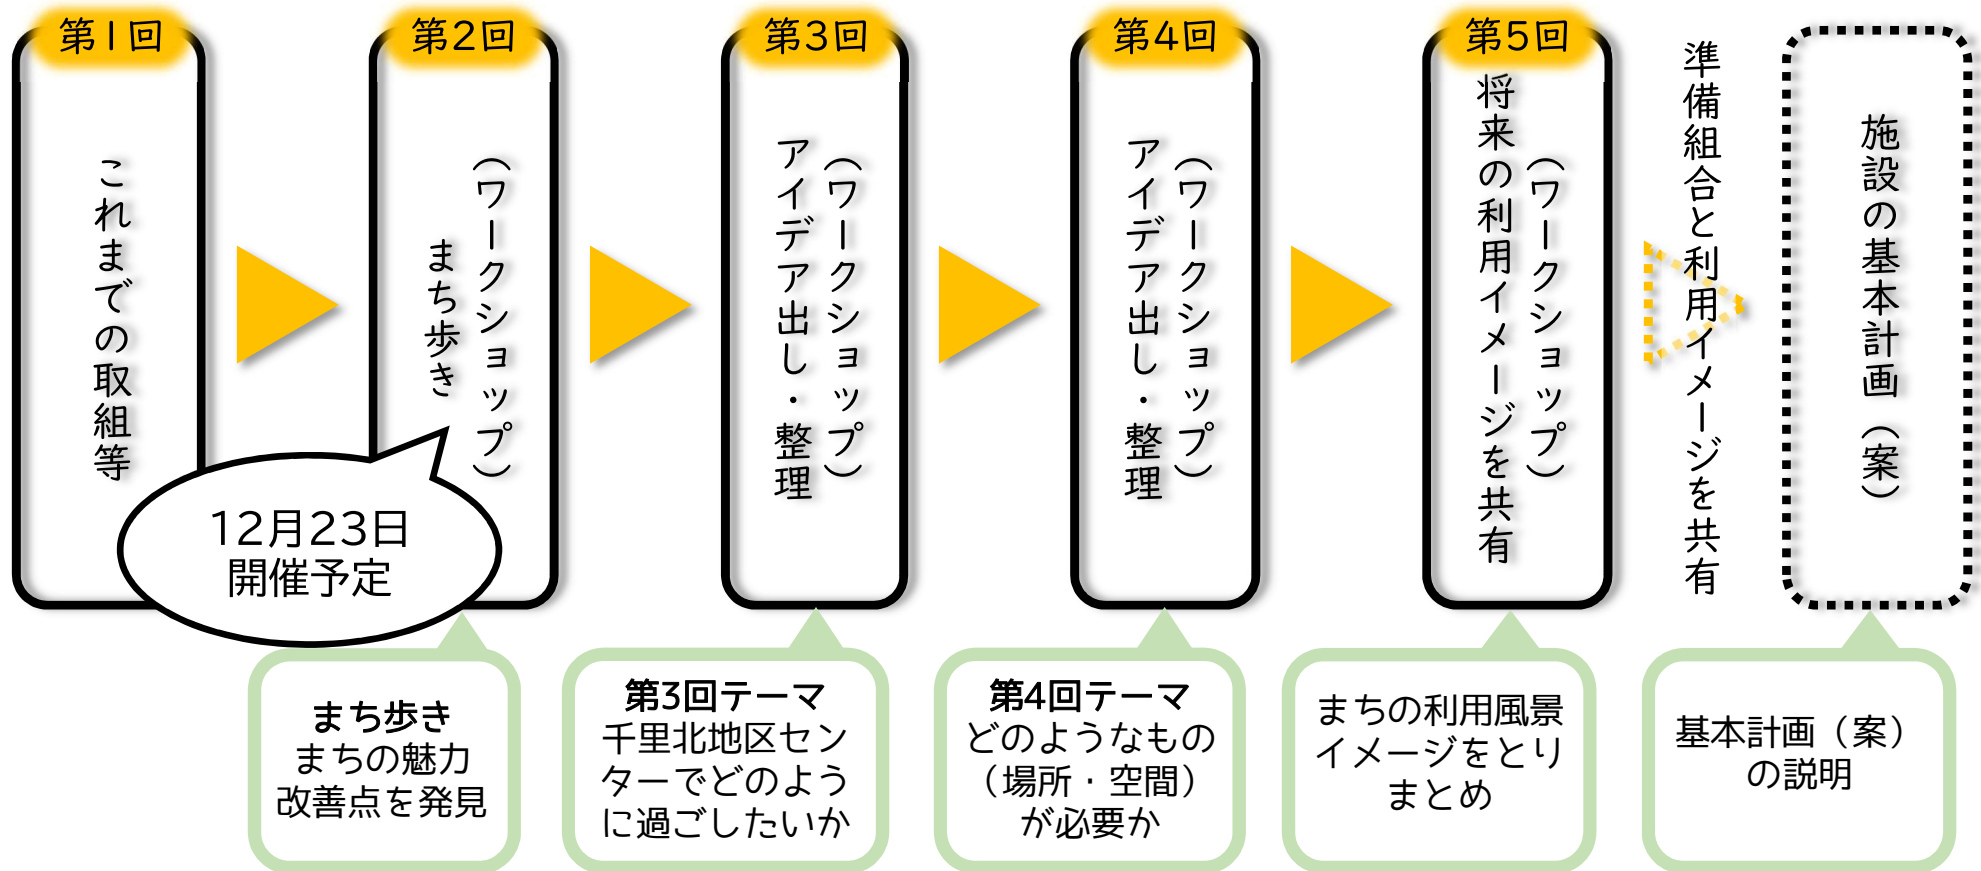 第1回
これまでの取組等
第2回
（ワークショップ）
まち歩き
12月23日
開催予定
まち歩き
まちの魅力
改善点を発見
第3回
（ワークショップ）
アイデア出し・整理
第3回テーマ
千里北地区セン
ターでどのよう
に過ごしたいか
第4回
（ワークショップ）
アイデア出し・整理
第4回テーマ
どのようなもの
（場所・空間）
が必要か
第5回
（ワークショップ）
将来の利用イメージを共有
まちの利用風景
イメージをとり
まとめ
準備組合と利用イメージを共有
施設の基本計画（案）
基本計画（案）
の説明